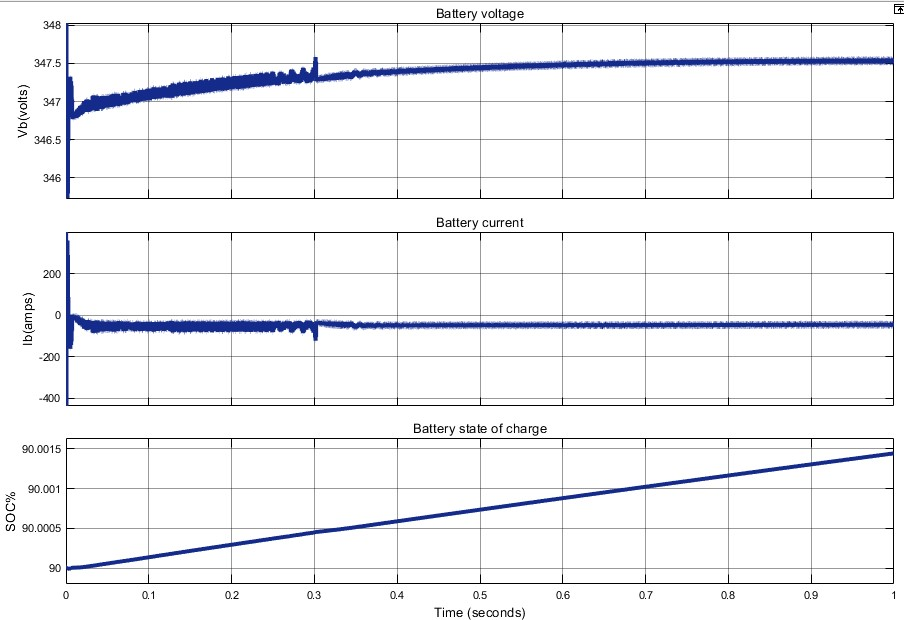 Battery voltage
348
347.5
347
346.5
346
Vb(volts)
Battery current
200
0
-200
-400
Ib(amps)
Battery state of charge
90.0015
90.001
90.0005
90
SOC%
0 0.1 0.2 0.3 0.4 0.5 0.6 0.7 0.8 0.9 1
Time (seconds)